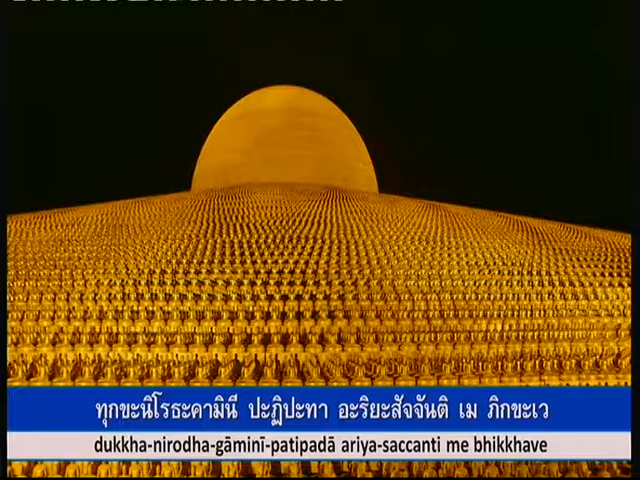 ทุกขะนิโรธะคามินี ปะฏิปะทา อะริยะสัจจันติ เม ภิกขะเว
dukkha-nirodha-gāminī-patipadā ariya-saccanti me bhikkhave